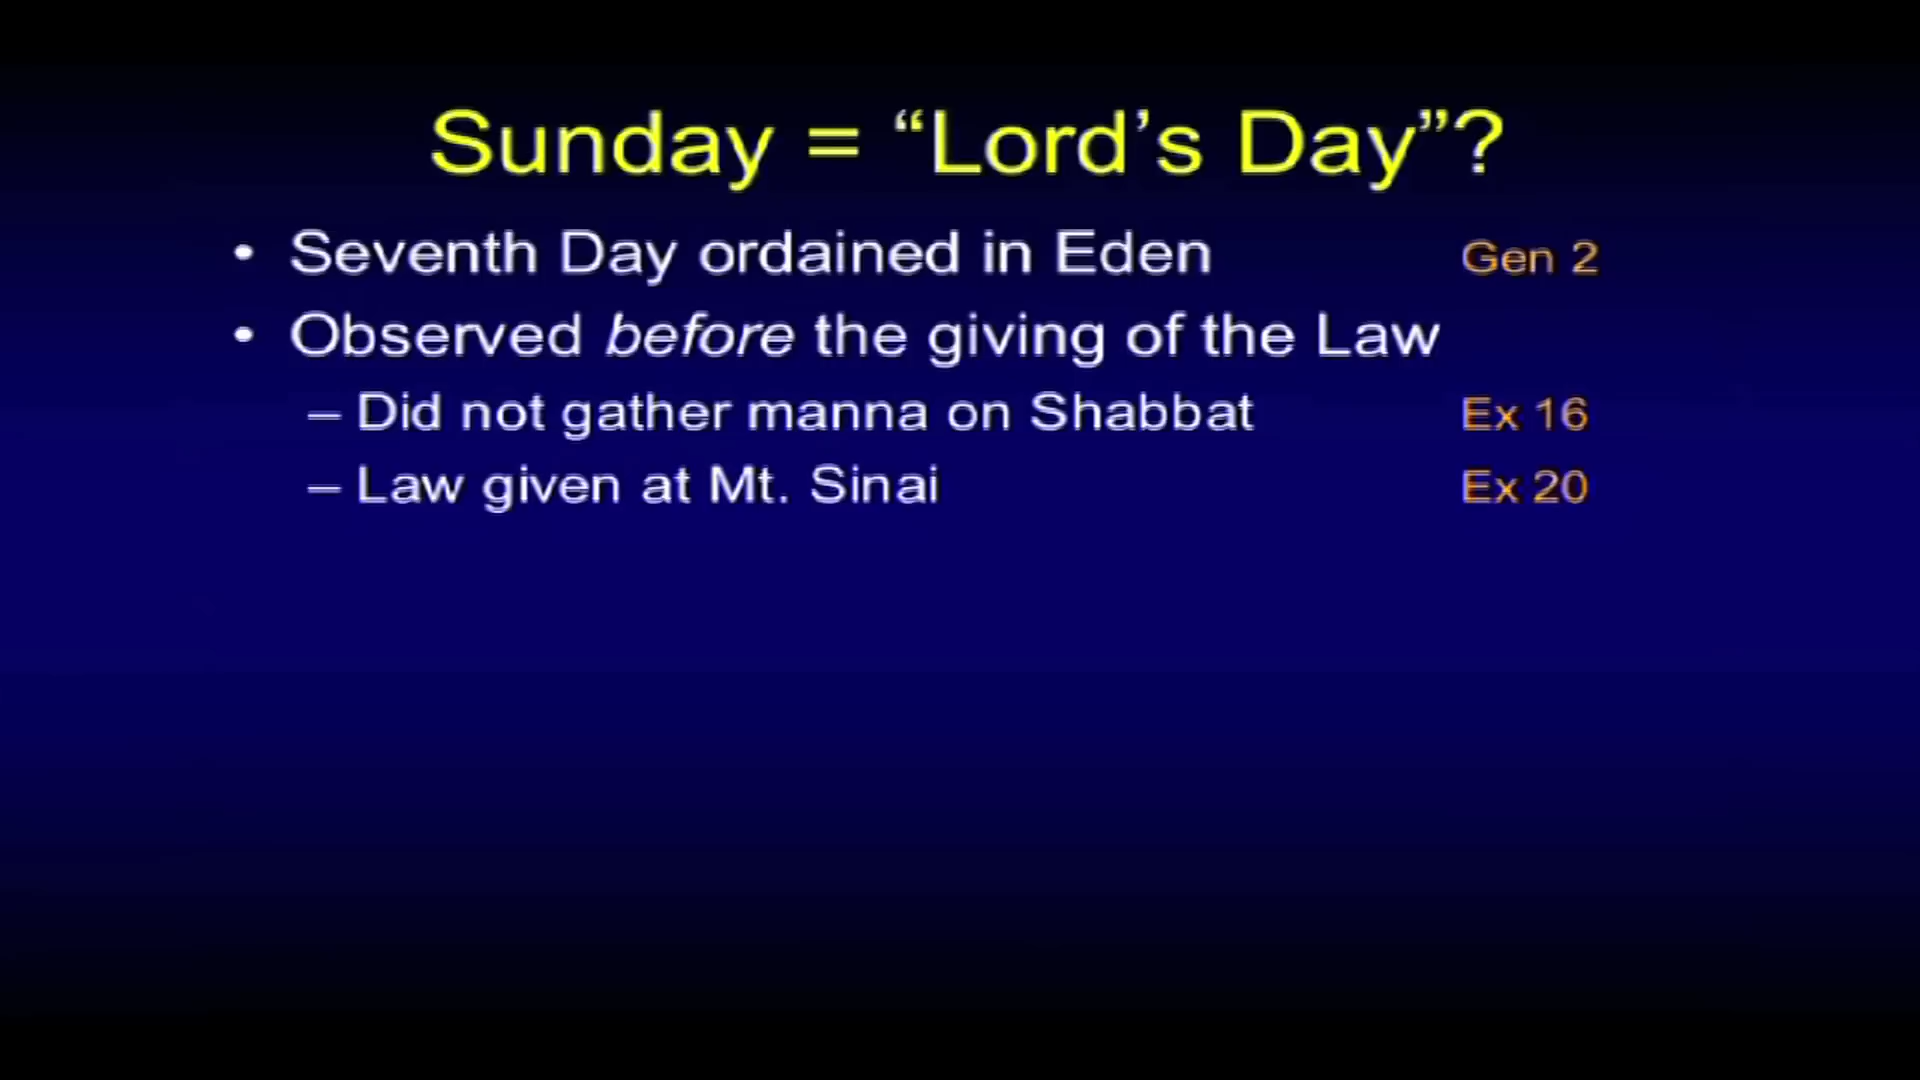 Sunday = “Lord’s Day”?
• Seventh Day ordained in Eden Gen 2
• Observed before the giving of the Law
– Did not gather manna on Shabbat Ex 16
– Law given at Mt. Sinai Ex 20